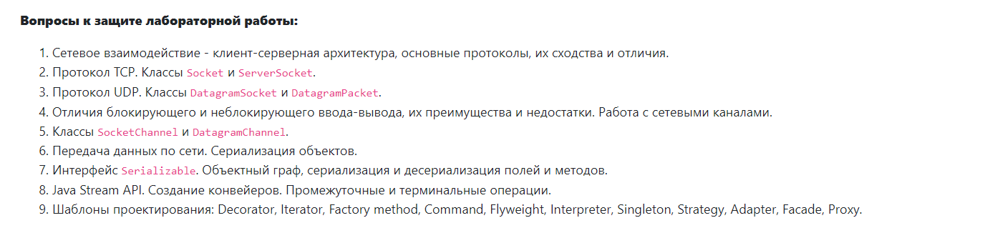 Вопросы к защите лабораторной работы:
1. Сетевое взаимодействие - клиент-серверная архитектура, основные протоколы, их сходства и отличия.
2. Протокол TCP. Классы Socket и ServerSocket.
3. Протокол UDP. Классы DatagramSocket и DatagramPacket.
4. Отличия блокирующего и неблокирующего ввода-вывода, их преимущества и недостатки. Работа с сетевыми каналами.
5. Классы SocketChannel и DatagramChannel.
6. Передача данных по сети. Сериализация объектов.
7. Интерфейс Serializable. Объектный граф, сериализация и десериализация полей и методов.
8. Java Stream API. Создание конвейеров. Промежуточные и терминальные операции.
9. Шаблоны проектирования: Decorator, Iterator, Factory method, Command, Flyweight, Interpreter, Singleton, Strategy, Adapter, Facade, Proxy.